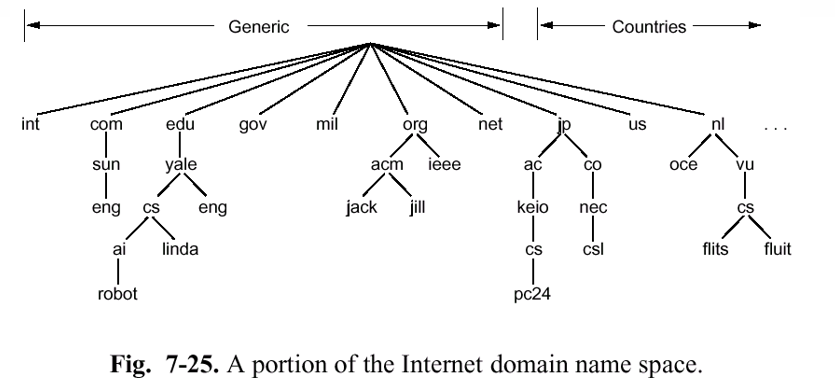 Generic Countries
int com edu gov mil org net jp us nl . . .
sun yale acm ieee ac co oce vu
eng cs eng jack jill keio nec cs
ai linda cs csl flits fluit
robot pc24
Fig. 7-25. A portion of the Internet domain name space.